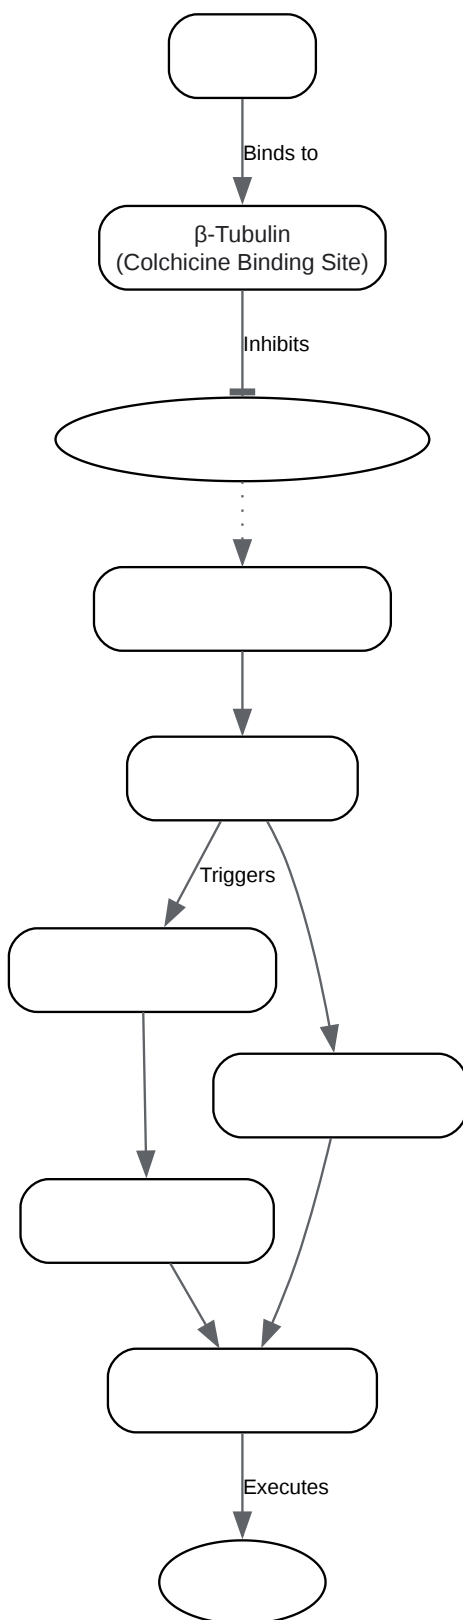 Binds to
β-Tubulin
(Colchicine Binding Site)
Inhibits
Triggers
Executes